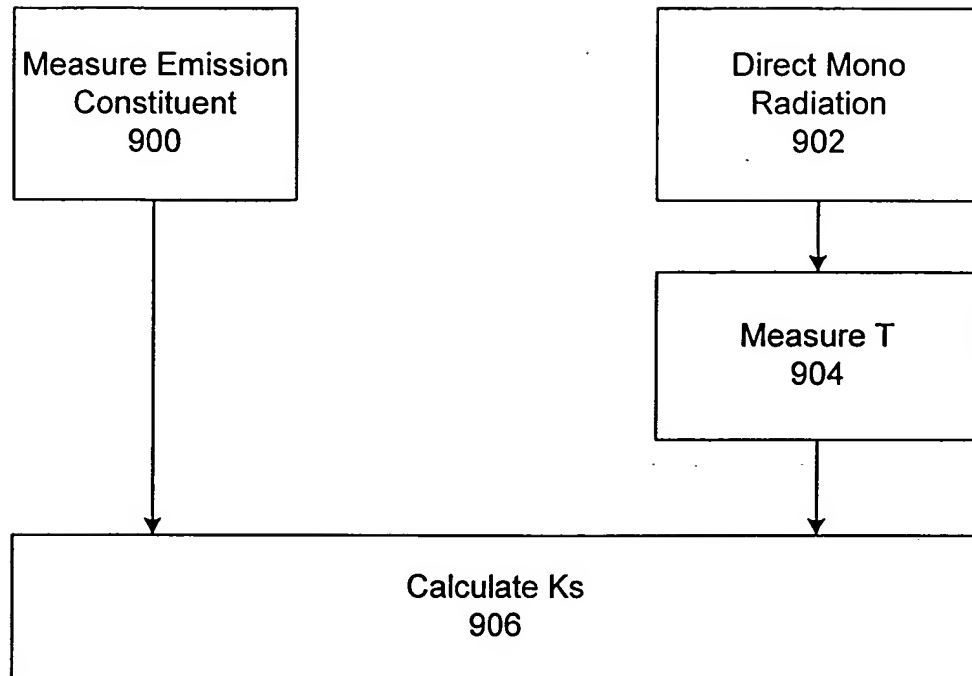 Measure Emission
Constituent
900
Direct Mono
Radiation
902
Measure T
904
Calculate Ks
906